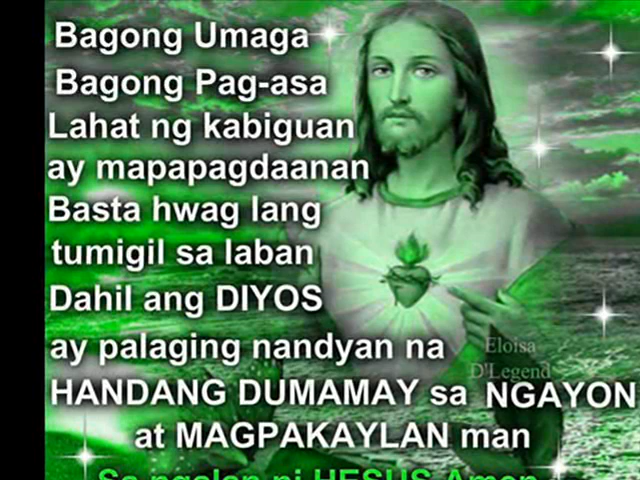 Bagong Umaga
Bagong Pag-asa
Lahat ng kabiguan
ay mapapagdaanan
Basta hwag lang
tumigil sa laban
Dahil ang DIYOS
ay palaging nandyan na
Eloisa
D'Legend
HANDANG DUMAMAY sa NGAYON
at MAGPAKAYLAN man
Sa ngalan ni HESUS Amen